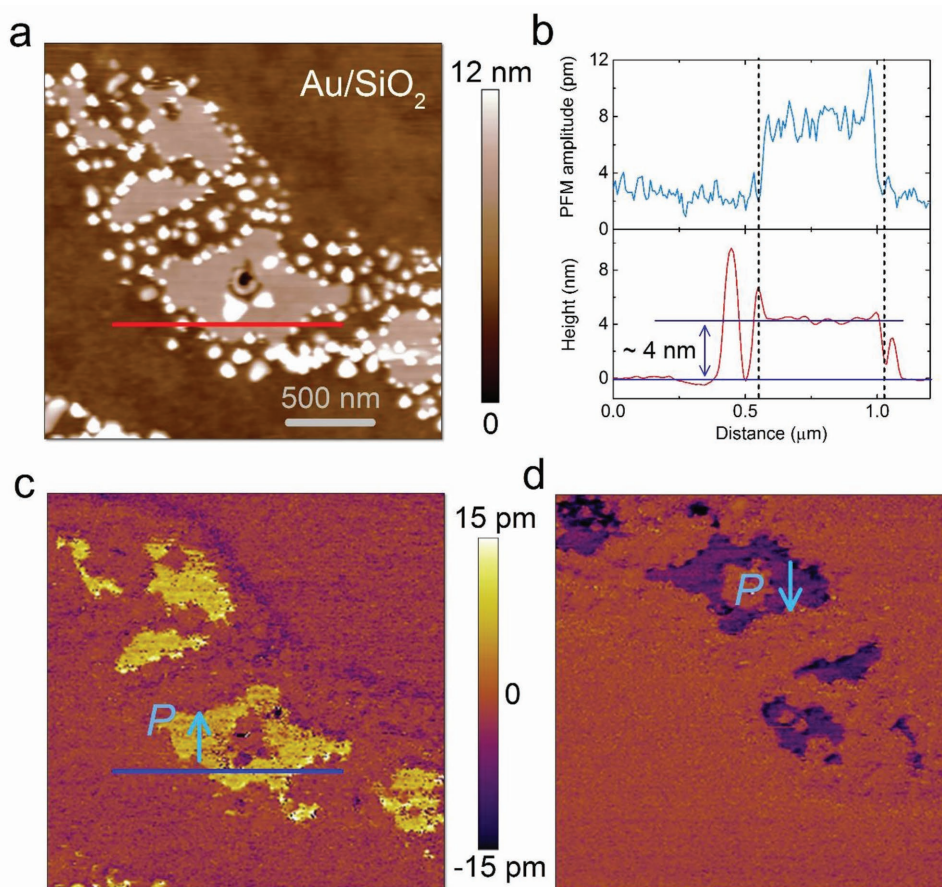 a
Au/SiO₂
12 nm
0
500 nm
b
PFM amplitude (pm)
12
8
4
0
Height (nm)
8
4
0
~ 4 nm
0.0
0.5
1.0
Distance (μm)
c
P
15 pm
0
-15 pm
d
P